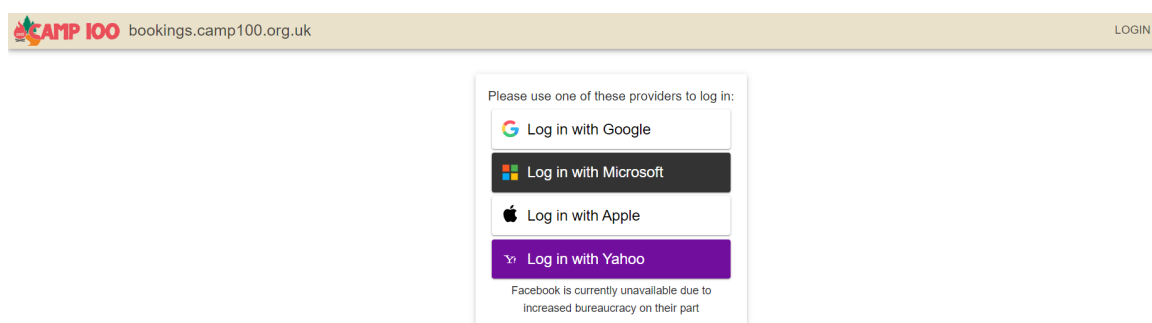 CAMP 100 bookings.camp100.org.uk LOGIN
Please use one of these providers to log in:
Log in with Google
Log in with Microsoft
Log in with Apple
Log in with Yahoo
Facebook is currently unavailable due to
increased bureaucracy on their part